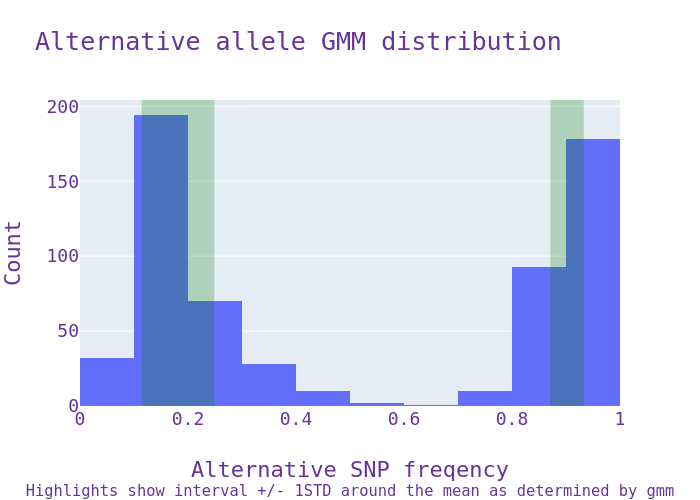 Alternative allele GMM distribution
200
150
100
50
0
Count
0 0.2 0.4 0.6 0.8 1
Alternative SNP freqency
Highlights show interval +/- 1STD around the mean as determined by gmm